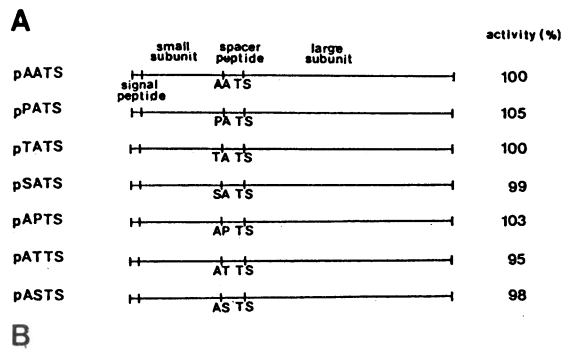 A
activity (%)
small subunit
spacer peptide
large subunit
pAATS
AA TS
100
signal peptide
pPATS
PA TS
105
pTATS
TA TS
100
pSATS
SA TS
99
pAPTS
AP TS
103
pATTS
AT TS
95
pASTS
AS TS
98
B